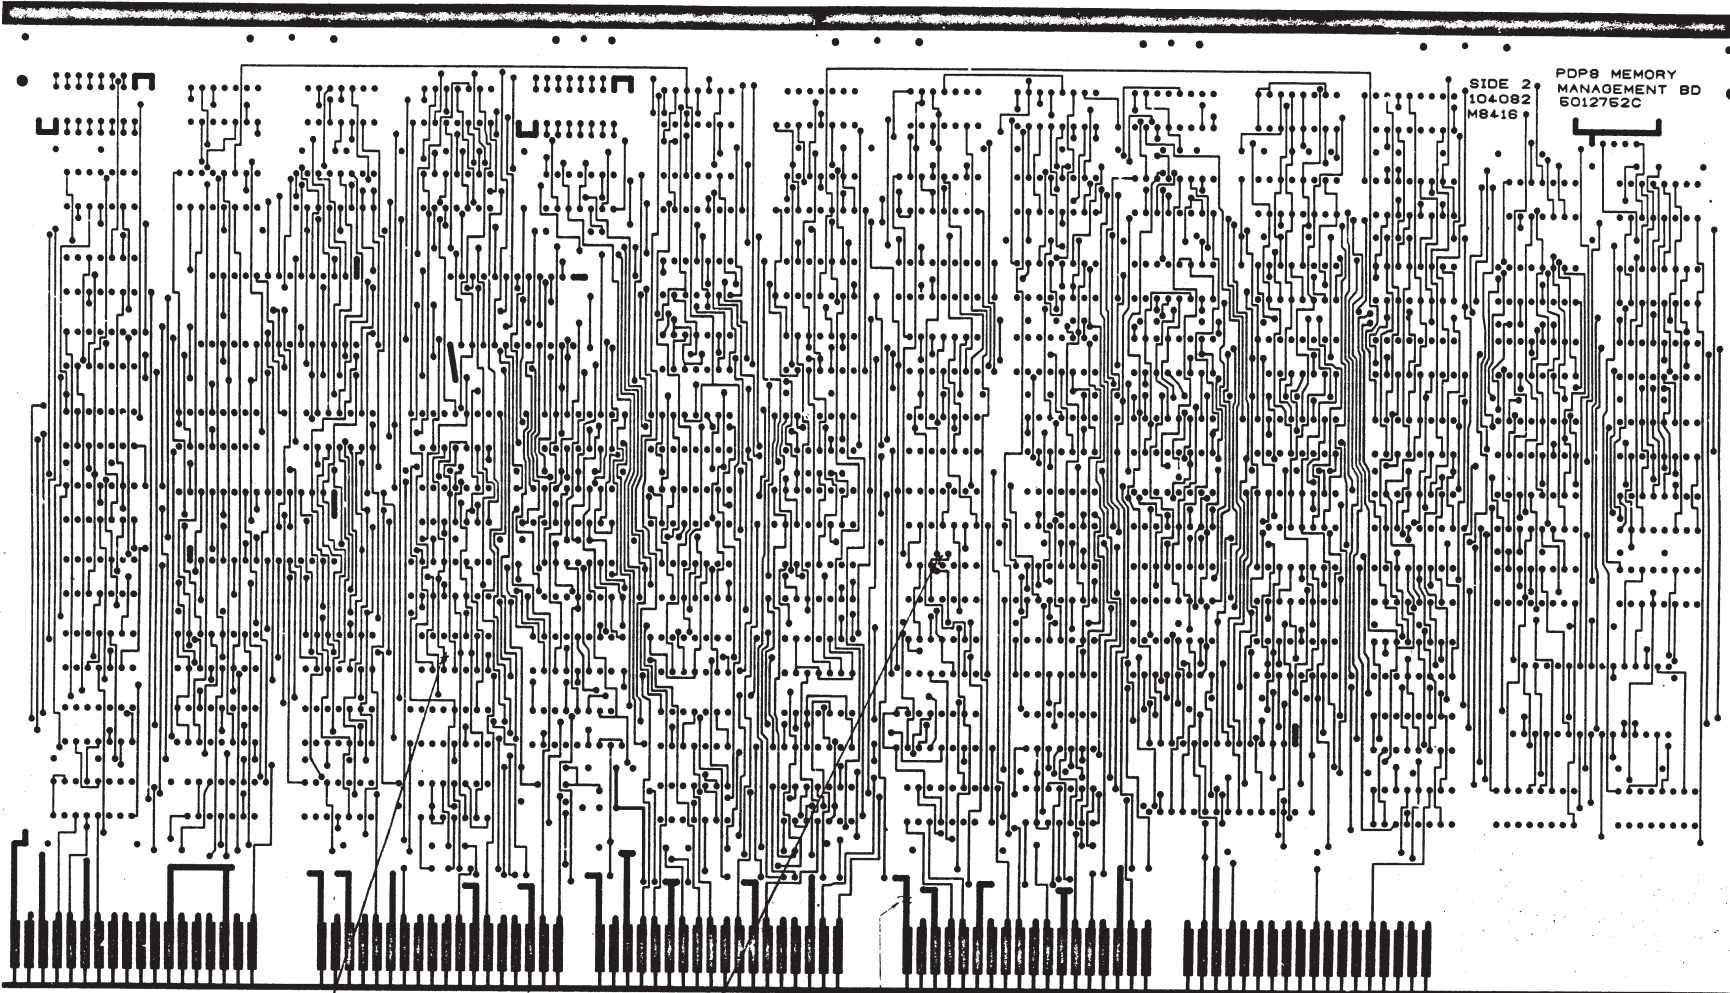 SIDE 2
104082
M8416
PDP8 MEMORY
MANAGEMENT BD
5012752C